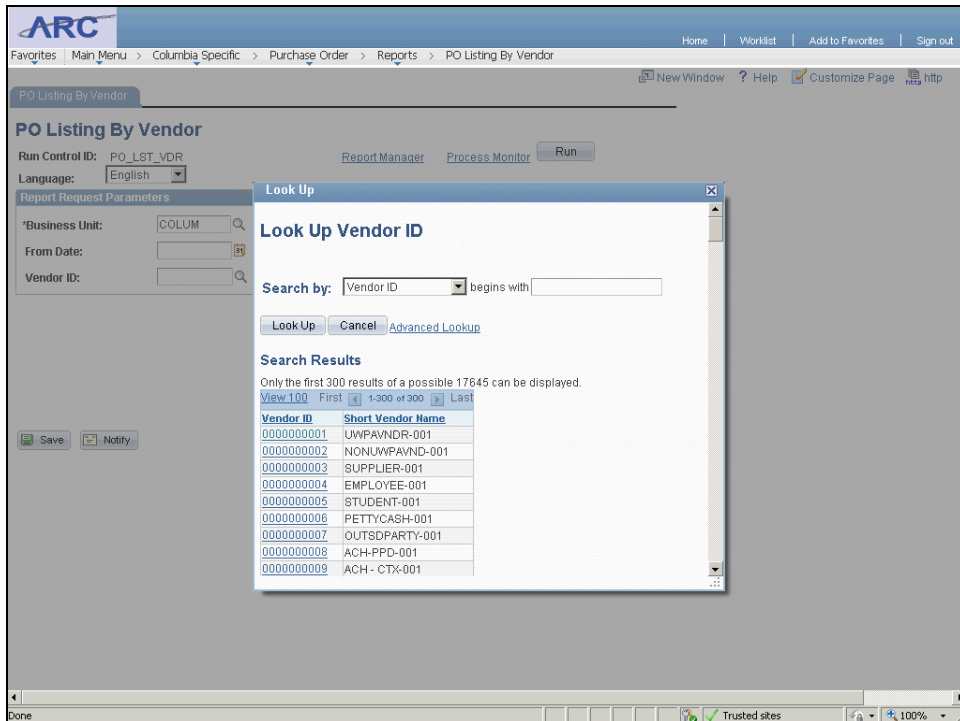 ARC
Home | Worklist | Add to Favorites | Sign out
Favorites Main Menu > Columbia Specific > Purchase Order > Reports > PO Listing By Vendor
New Window ? Help Customize Page http
PO Listing By Vendor
PO Listing By Vendor
Run Control ID: PO_LST_VDR Report Manager Process Monitor Run
Language: English
Report Request Parameters
*Business Unit: COLUM
From Date:
Vendor ID:
Save Notify
Look Up
Look Up Vendor ID
Search by: Vendor ID begins with
Look Up Cancel Advanced Lookup
Search Results
Only the first 300 results of a possible 17645 can be displayed.
View 100 First 1-300 of 300 Last
Vendor ID Short Vendor Name
0000000001 UWPAVNDR-001
0000000002 NONUWPAVND-001
0000000003 SUPPLIER-001
0000000004 EMPLOYEE-001
0000000005 STUDENT-001
0000000006 PETTYCASH-001
0000000007 OUTSDPARTY-001
0000000008 ACH-PPD-001
0000000009 ACH - CTX-001
Done Trusted sites 100%